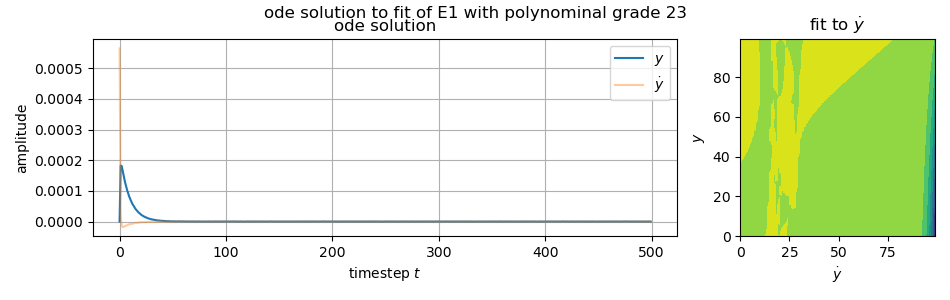 ode solution to fit of E1 with polynominal grade 23
ode solution
fit to ẏ
amplitude
0.0005
0.0004
0.0003
0.0002
0.0001
0.0000
y
ẏ
0
100
200
300
400
500
timestep t
y
80
60
40
20
0
0
25
50
75
ẏ